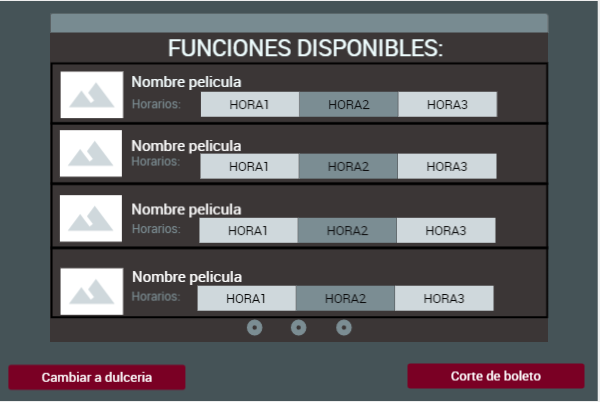 FUNCIONES DISPONIBLES:
Nombre pelicula
Horarios: HORA1 HORA2 HORA3
Nombre pelicula
Horarios: HORA1 HORA2 HORA3
Nombre pelicula
Horarios: HORA1 HORA2 HORA3
Nombre pelicula
Horarios: HORA1 HORA2 HORA3
Cambiar a dulceria Corte de boleto